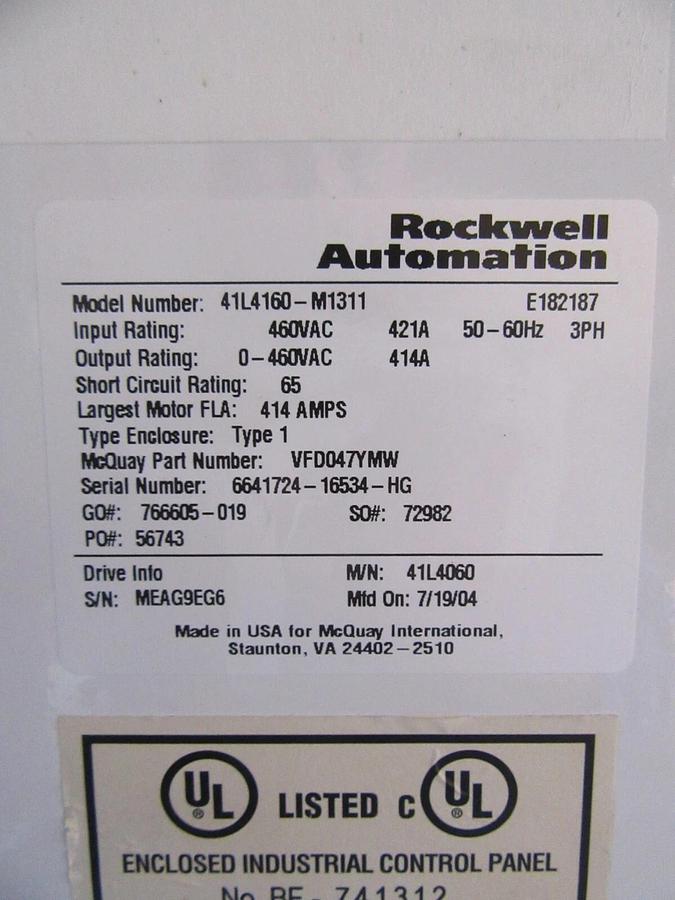 Rockwell
Automation
Model Number: 41L4160-M1311 E182187
Input Rating: 460VAC 421A 50-60Hz 3PH
Output Rating: 0-460VAC 414A
Short Circuit Rating: 65
Largest Motor FLA: 414 AMPS
Type Enclosure: Type 1
McQuay Part Number: VFD047YMW
Serial Number: 6641724-16534-HG
GO#: 766605-019 SO#: 72982
PO#: 56743
Drive Info M/N: 41L4060
S/N: MEAG9EG6 Mfd On: 7/19/04
Made in USA for McQuay International,
Staunton, VA 24402-2510
UL ® LISTED C UL ®
ENCLOSED INDUSTRIAL CONTROL PANEL
No. BF- 741312